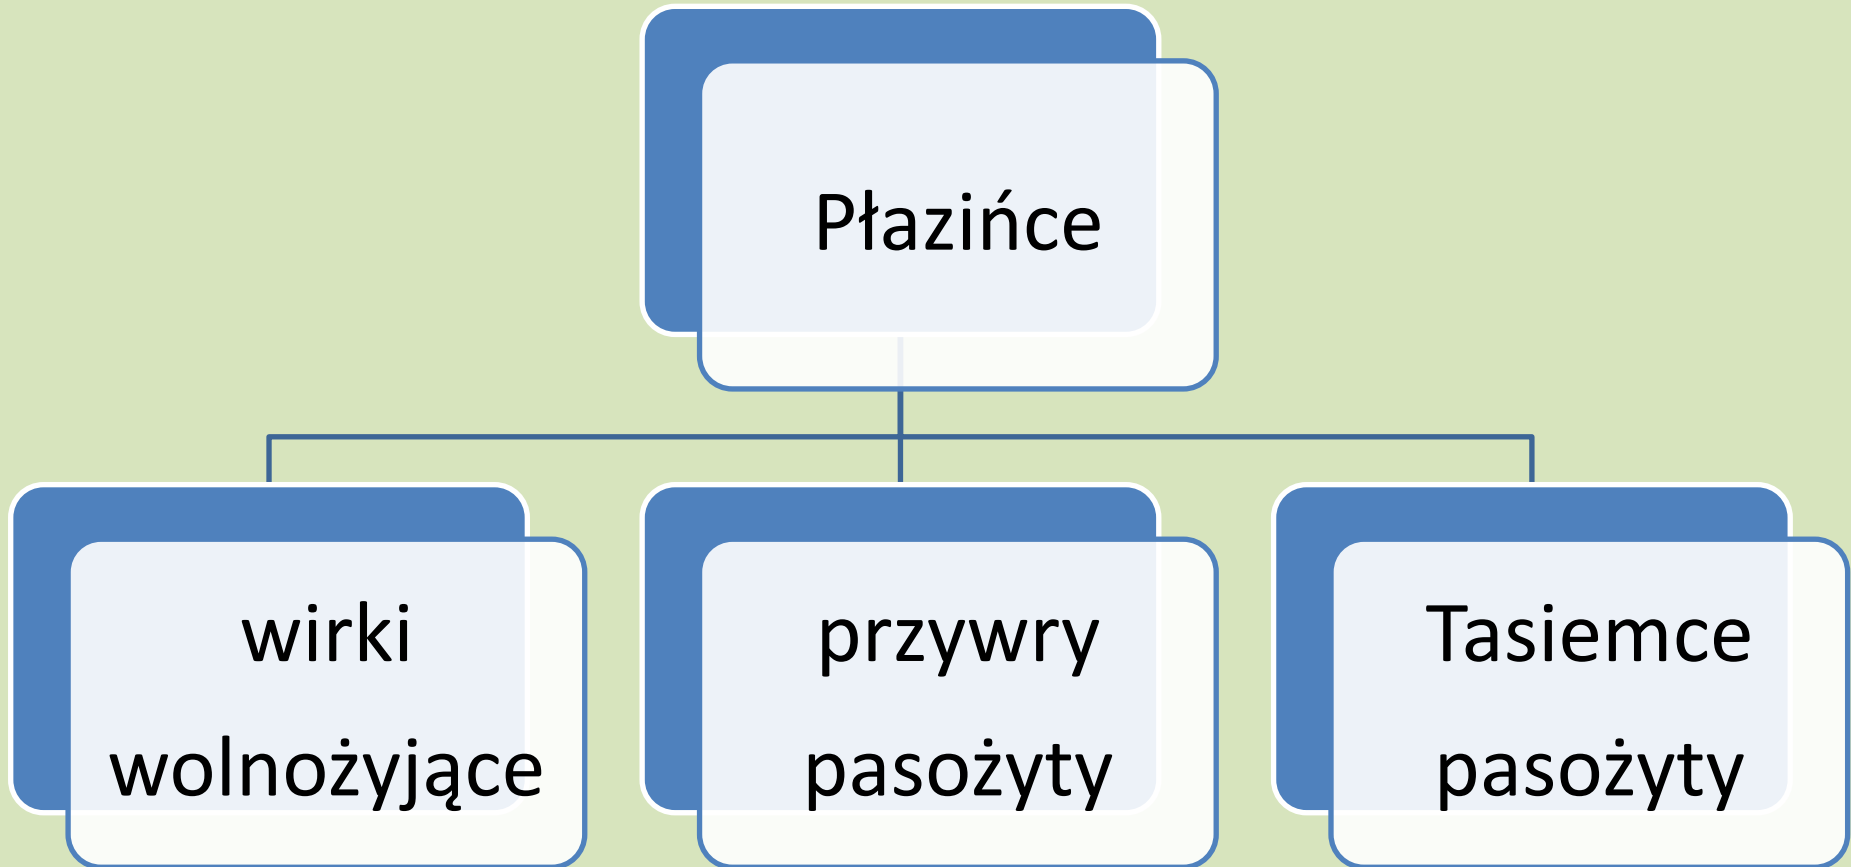 Płazińce
wirki
wolnożyjące
przywry
pasożyty
Tasiemce
pasożyty